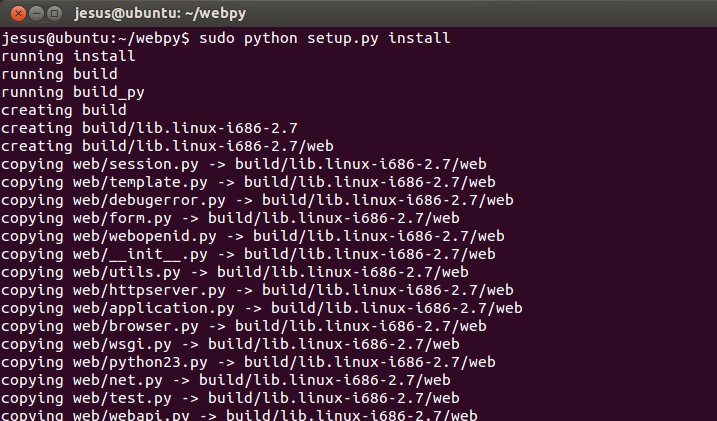 jesus@ubuntu: ~/webpy
jesus@ubuntu:~/webpy$ sudo python setup.py install
running install
running build
running build_py
creating build
creating build/lib.linux-i686-2.7
creating build/lib.linux-i686-2.7/web
copying web/session.py -> build/lib.linux-i686-2.7/web
copying web/template.py -> build/lib.linux-i686-2.7/web
copying web/debugerror.py -> build/lib.linux-i686-2.7/web
copying web/form.py -> build/lib.linux-i686-2.7/web
copying web/webopenid.py -> build/lib.linux-i686-2.7/web
copying web/__init__.py -> build/lib.linux-i686-2.7/web
copying web/utils.py -> build/lib.linux-i686-2.7/web
copying web/httpserver.py -> build/lib.linux-i686-2.7/web
copying web/application.py -> build/lib.linux-i686-2.7/web
copying web/browser.py -> build/lib.linux-i686-2.7/web
copying web/wsgi.py -> build/lib.linux-i686-2.7/web
copying web/python23.py -> build/lib.linux-i686-2.7/web
copying web/net.py -> build/lib.linux-i686-2.7/web
copying web/test.py -> build/lib.linux-i686-2.7/web
copying web/webapi.py -> build/lib.linux-i686-2.7/web